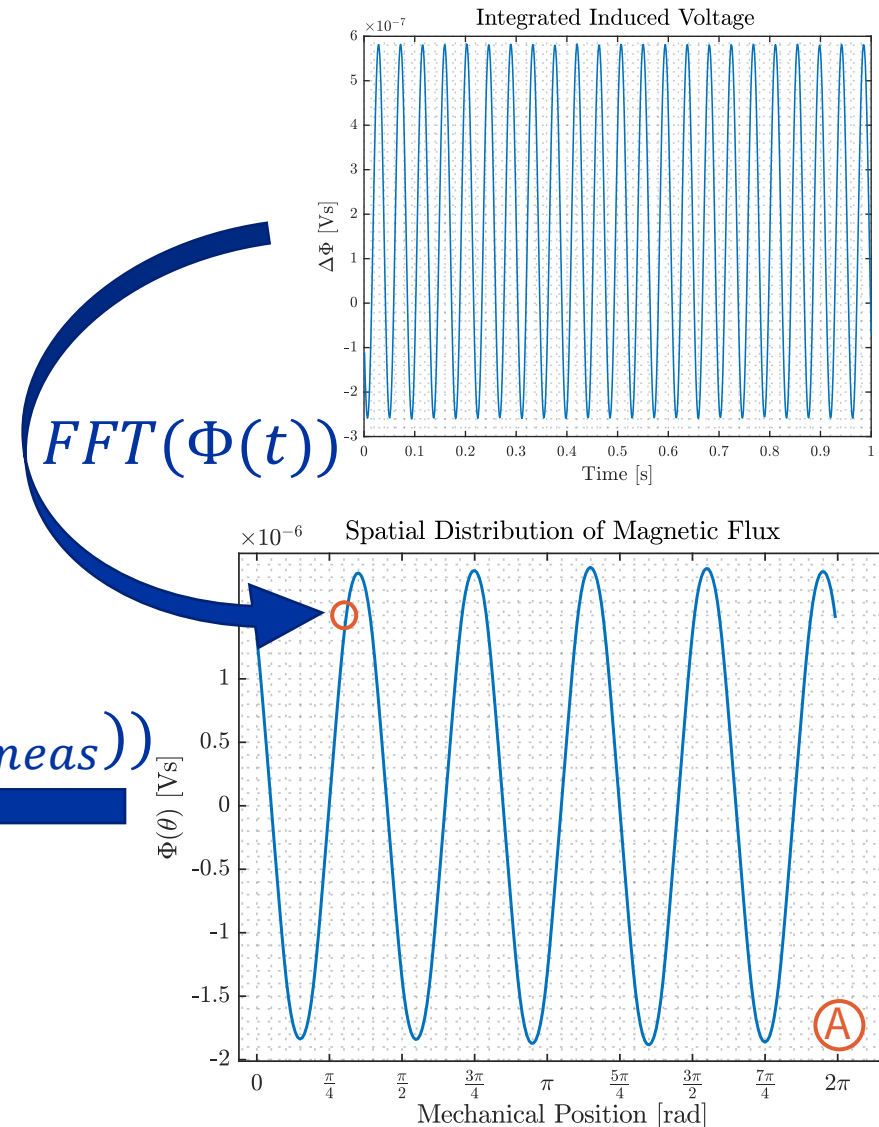 Integrated Induced Voltage
×10⁻⁷
6
5
4
3
2
1
0
-1
-2
-3
ΔΦ [Vs]
0 0.1 0.2 0.3 0.4 0.5 0.6 0.7 0.8 0.9 1
Time [s]
FFT(Φ(t))
×10⁻⁶ Spatial Distribution of Magnetic Flux
1
0.5
0
-0.5
-1
-1.5
-2
neas))
Φ(θ) [Vs]
A
0 π/4 π/2 3π/4 π 5π/4 3π/2 7π/4 2π
Mechanical Position [rad]